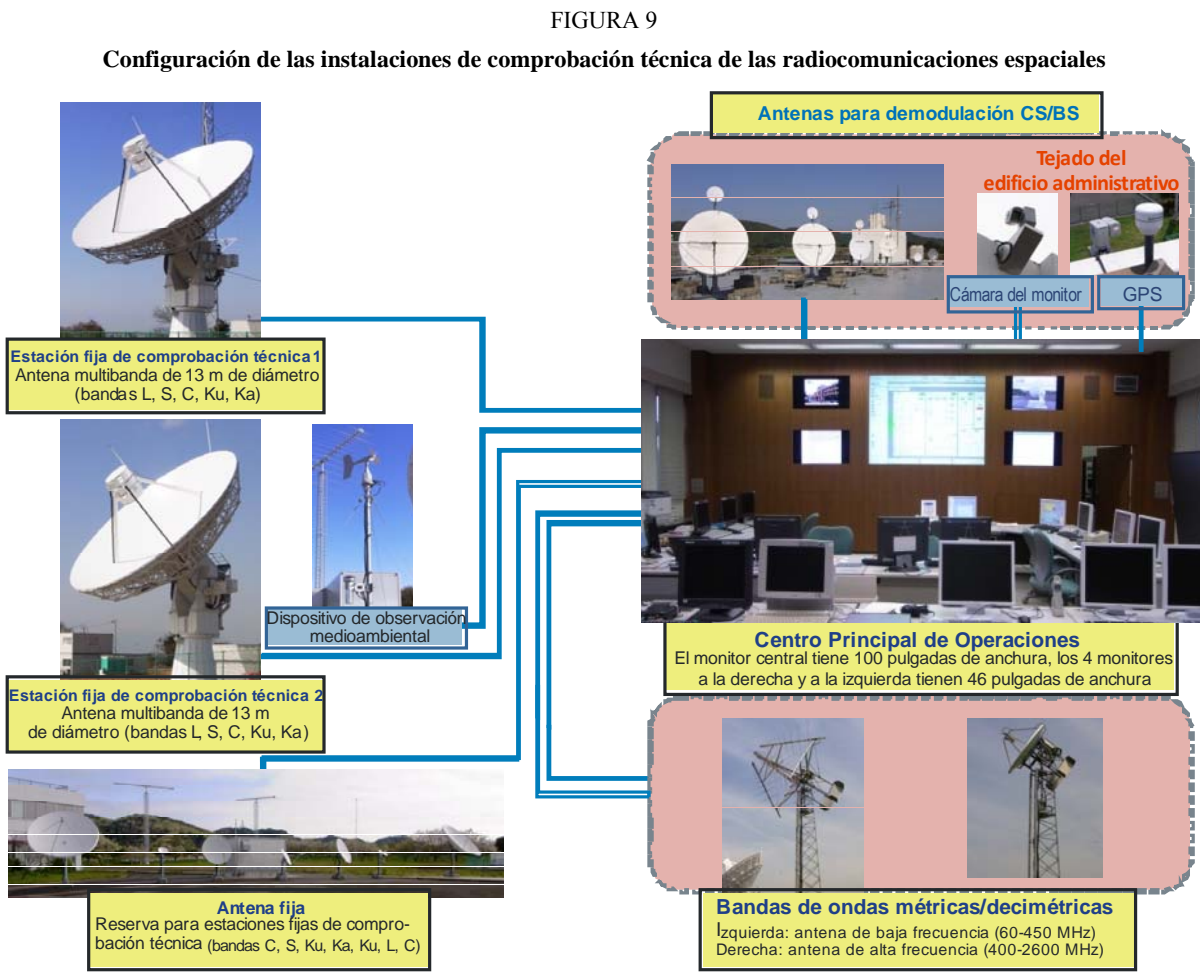 FIGURA 9
Configuración de las instalaciones de comprobación técnica de las radiocomunicaciones espaciales
Antenas para demodulación CS/BS
Tejado del
edificio administrativo
Cámara del monitor
GPS
Estación fija de comprobación técnica 1
Antena multibanda de 13 m de diámetro
(bandas L, S, C, Ku, Ka)
Dispositivo de observación
medioambiental
Centro Principal de Operaciones
El monitor central tiene 100 pulgadas de anchura, los 4 monitores
a la derecha y a la izquierda tienen 46 pulgadas de anchura
Estación fija de comprobación técnica 2
Antena multibanda de 13 m
de diámetro (bandas L, S, C, Ku, Ka)
Antena fija
Reserva para estaciones fijas de compro-
bación técnica (bandas C, S, Ku, Ka, Ku, L, C)
Bandas de ondas métricas/decimétricas
Izquierda: antena de baja frecuencia (60-450 MHz)
Derecha: antena de alta frecuencia (400-2600 MHz)